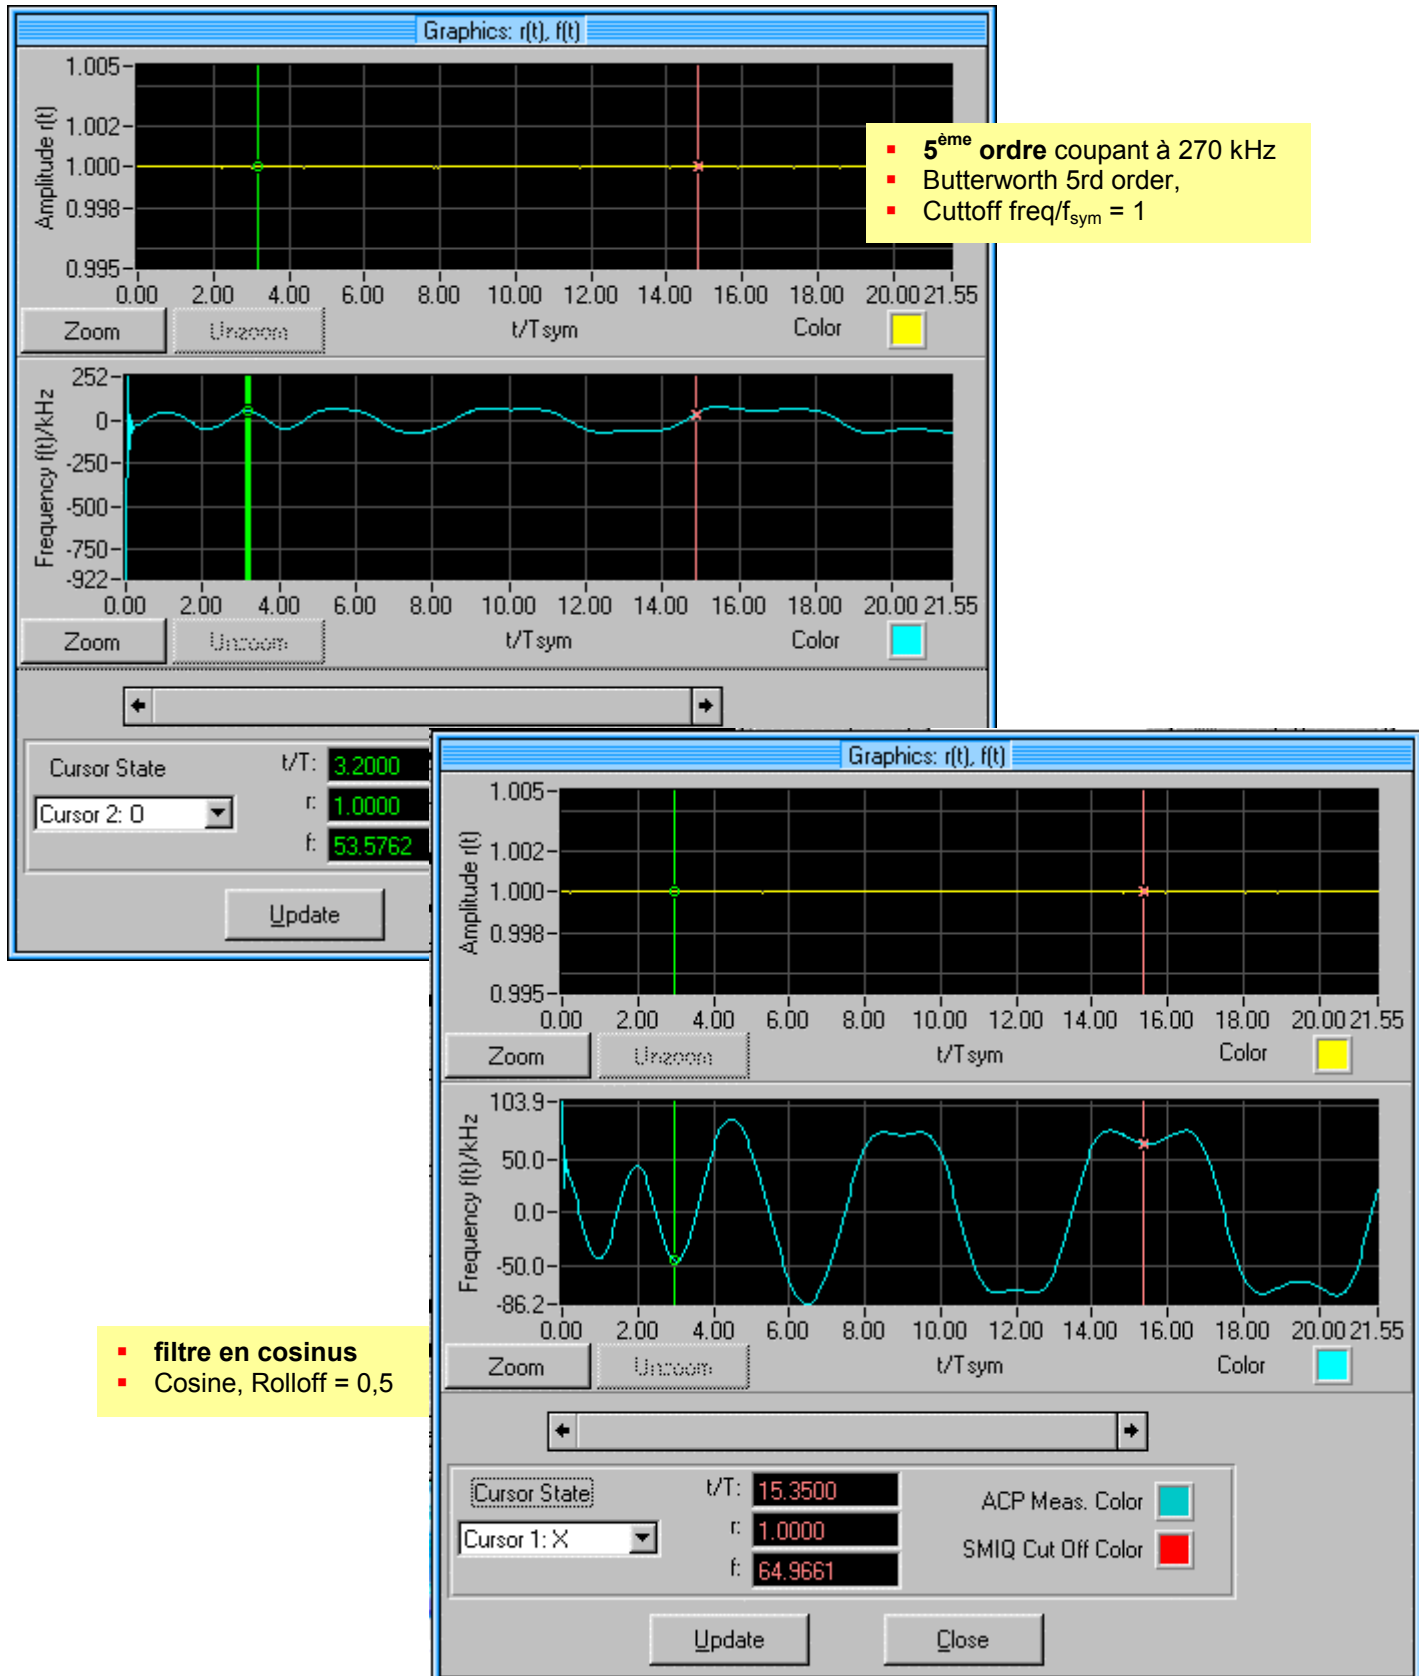 Graphics: r(t), f(t)
1.005
1.002
1.000
0.998
0.995
Amplitude r(t)
0.00 2.00 4.00 6.00 8.00 10.00 12.00 14.00 16.00 18.00 20.00 21.55
Zoom Unzoom t/Tsym Color
▪ 5ème ordre coupant à 270 kHz
▪ Butterworth 5rd order,
▪ Cuttoff freq/fsym = 1
252
0
-250
-500
-750
-922
Frequency f(t)/kHz
0.00 2.00 4.00 6.00 8.00 10.00 12.00 14.00 16.00 18.00 20.00 21.55
Zoom Unzoom t/Tsym Color
Cursor State
Cursor 2: O
t/T: 3.2000
r: 1.0000
f: 53.5762
Update
Graphics: r(t), f(t)
1.005
1.002
1.000
0.998
0.995
Amplitude r(t)
0.00 2.00 4.00 6.00 8.00 10.00 12.00 14.00 16.00 18.00 20.00 21.55
Zoom Unzoom t/Tsym Color
103.9
50.0
0.0
-50.0
-86.2
Frequency f(t)/kHz
0.00 2.00 4.00 6.00 8.00 10.00 12.00 14.00 16.00 18.00 20.00 21.55
Zoom Unzoom t/Tsym Color
▪ filtre en cosinus
▪ Cosine, Rolloff = 0,5
Cursor State
Cursor 1: X
t/T: 15.3500
r: 1.0000
f: 64.9661
ACP Meas. Color
SMIQ Cut Off Color
Update Close